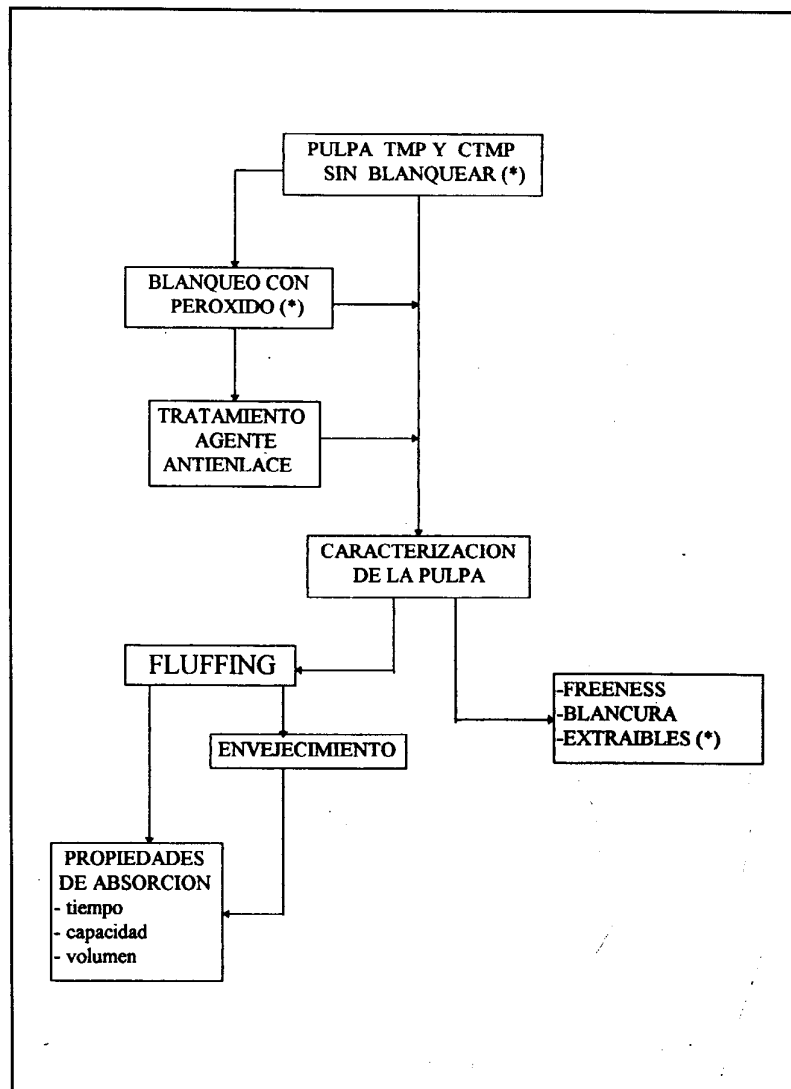 PULPA TMP Y CTMP
SIN BLANQUEAR (*)
BLANQUEO CON
PEROXIDO (*)
TRATAMIENTO
AGENTE
ANTIENLACE
CARACTERIZACION
DE LA PULPA
FLUFFING
-FREENESS
-BLANCURA
-EXTRAIBLES (*)
ENVEJECIMIENTO
PROPIEDADES
DE ABSORCION
- tiempo
- capacidad
- volumen